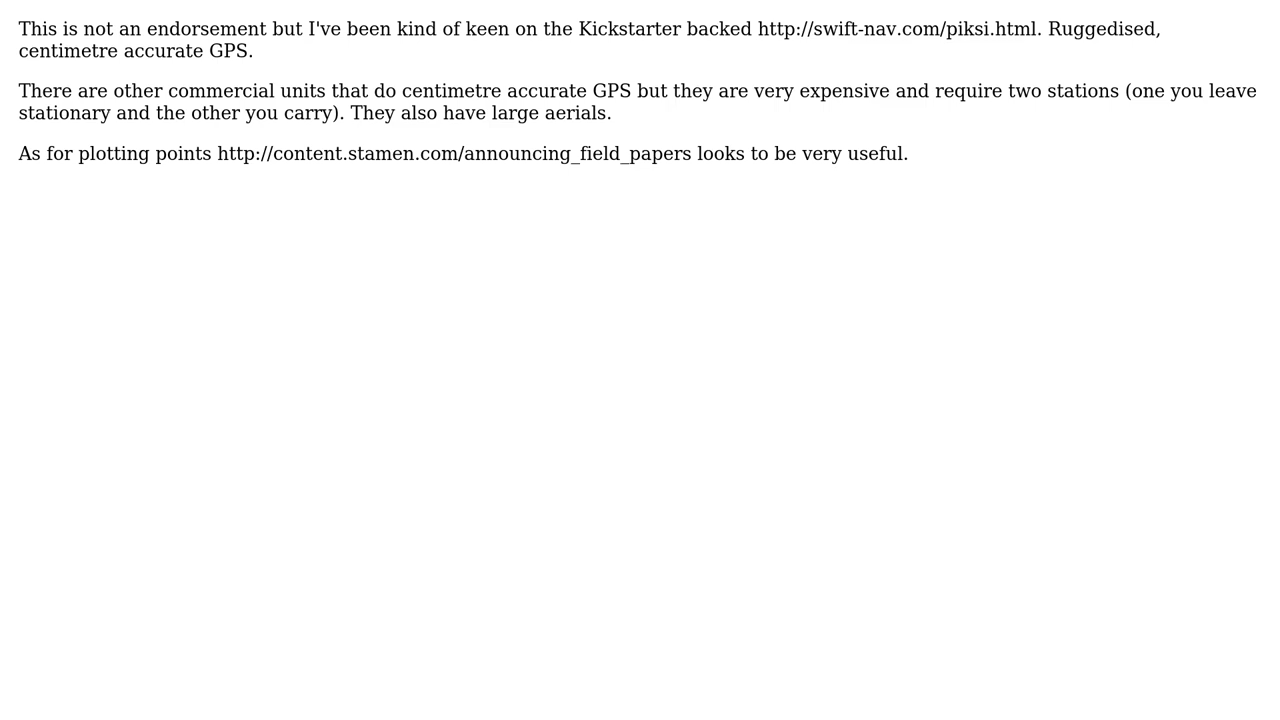 This is not an endorsement but I've been kind of keen on the Kickstarter backed http://swift-nav.com/piksi.html. Ruggedised,
centimetre accurate GPS.
There are other commercial units that do centimetre accurate GPS but they are very expensive and require two stations (one you leave
stationary and the other you carry). They also have large aerials.
As for plotting points http://content.stamen.com/announcing_field_papers looks to be very useful.